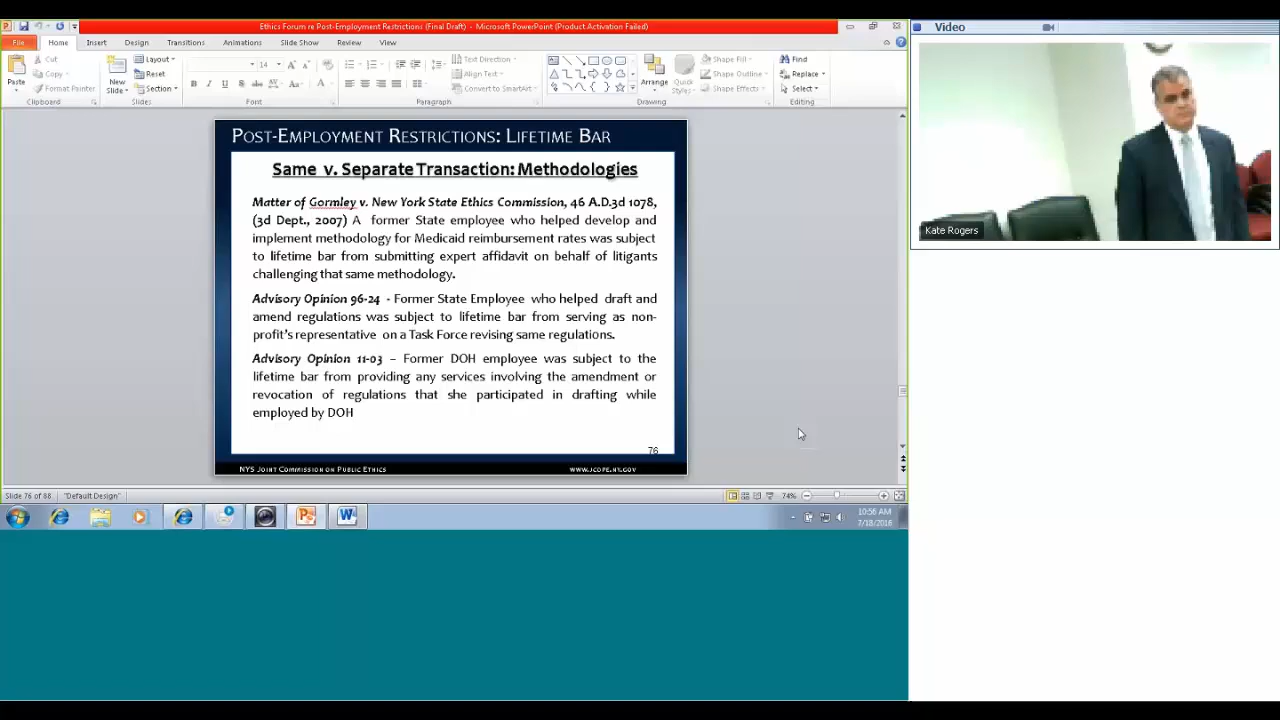 Ethics Forum re Post-Employment Restrictions (Final Draft) - Microsoft PowerPoint (Product Activation Failed)
File Home Insert Design Transitions Animations Slide Show Review View
Paste
Cut
Copy
Format Painter
Clipboard
New
Slide
Layout
Reset
Section
Slides
14
Font
Text Direction
Align Text
Convert to SmartArt
Paragraph
Arrange
Quick
Styles
Shape Fill
Shape Outline
Shape Effects
Drawing
Find
Replace
Select
Editing
POST-EMPLOYMENT RESTRICTIONS: LIFETIME BAR
Same v. Separate Transaction: Methodologies
Matter of Gormley v. New York State Ethics Commission, 46 A.D.3d 1078,
(3d Dept., 2007) A former State employee who helped develop and
implement methodology for Medicaid reimbursement rates was subject
to lifetime bar from submitting expert affidavit on behalf of litigants
challenging that same methodology.
Advisory Opinion 96-24 - Former State Employee who helped draft and
amend regulations was subject to lifetime bar from serving as non-
profit's representative on a Task Force revising same regulations.
Advisory Opinion 11-03 – Former DOH employee was subject to the
lifetime bar from providing any services involving the amendment or
revocation of regulations that she participated in drafting while
employed by DOH
76
NYS JOINT COMMISSION ON PUBLIC ETHICS WWW.JCOPE.NY.GOV
Slide 76 of 88 "Default Design" 74%
10:56 AM
7/18/2016
Video
Kate Rogers